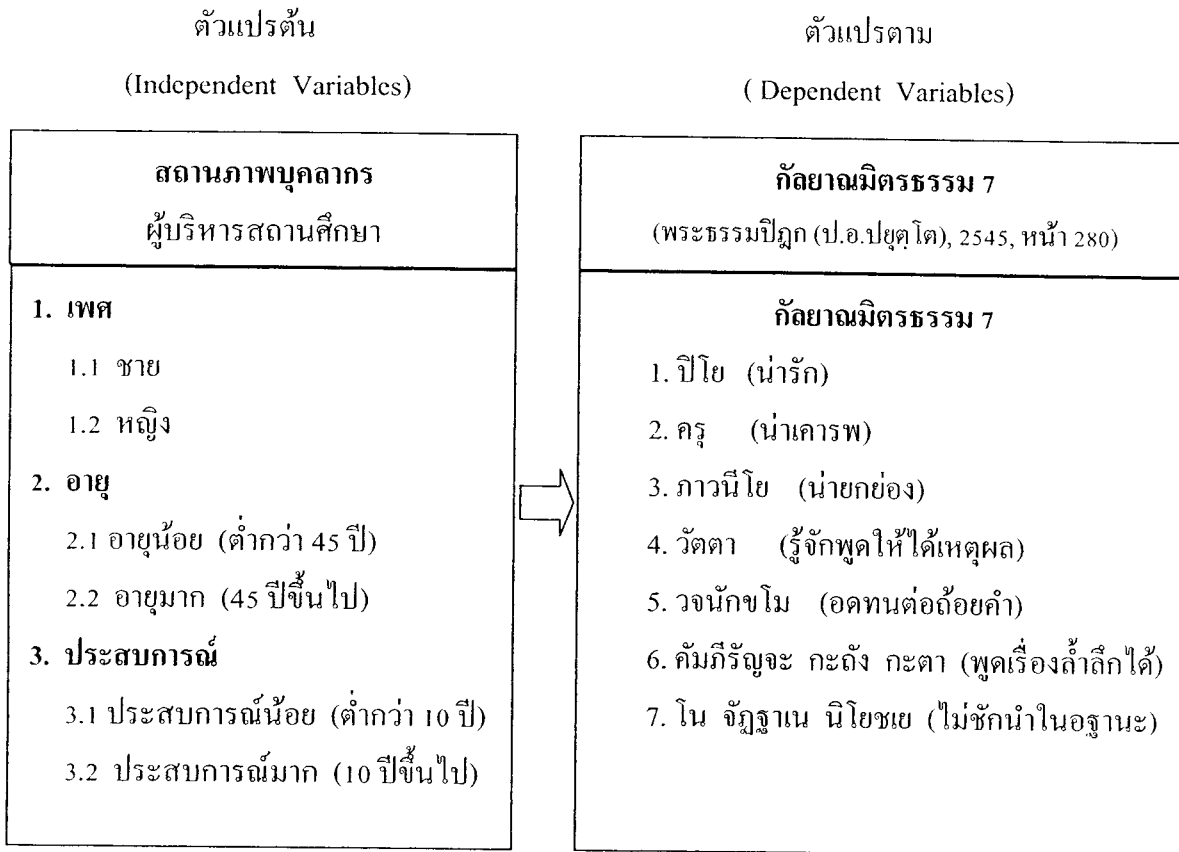 ตัวแปรต้น
(Independent Variables)
สถานภาพบุคลากร
ผู้บริหารสถานศึกษา
1. เพศ
1.1 ชาย
1.2 หญิง
2. อายุ
2.1 อายุน้อย (ต่ำกว่า 45 ปี)
2.2 อายุมาก (45 ปีขึ้นไป)
3. ประสบการณ์
3.1 ประสบการณ์น้อย (ต่ำกว่า 10 ปี)
3.2 ประสบการณ์มาก (10 ปีขึ้นไป)
ตัวแปรตาม
( Dependent Variables)
กัลยาณมิตรธรรม 7
(พระธรรมปิฎก (ป.อ.ปยุตฺโต), 2545, หน้า 280)
กัลยาณมิตรธรรม 7
1. ปิโย (น่ารัก)
2. ครุ (น่าเคารพ)
3. ภาวนีโย (น่ายกย่อง)
4. วัตตา (รู้จักพูดให้ได้เหตุผล)
5. วจนักขโม (อดทนต่อถ้อยคำ)
6. คัมภีรัญจะ กะถัง กะตา (พูดเรื่องล้ำลึกได้)
7. โน จัฏฐาเน นิโยชเย (ไม่ชักนำในอฐานะ)